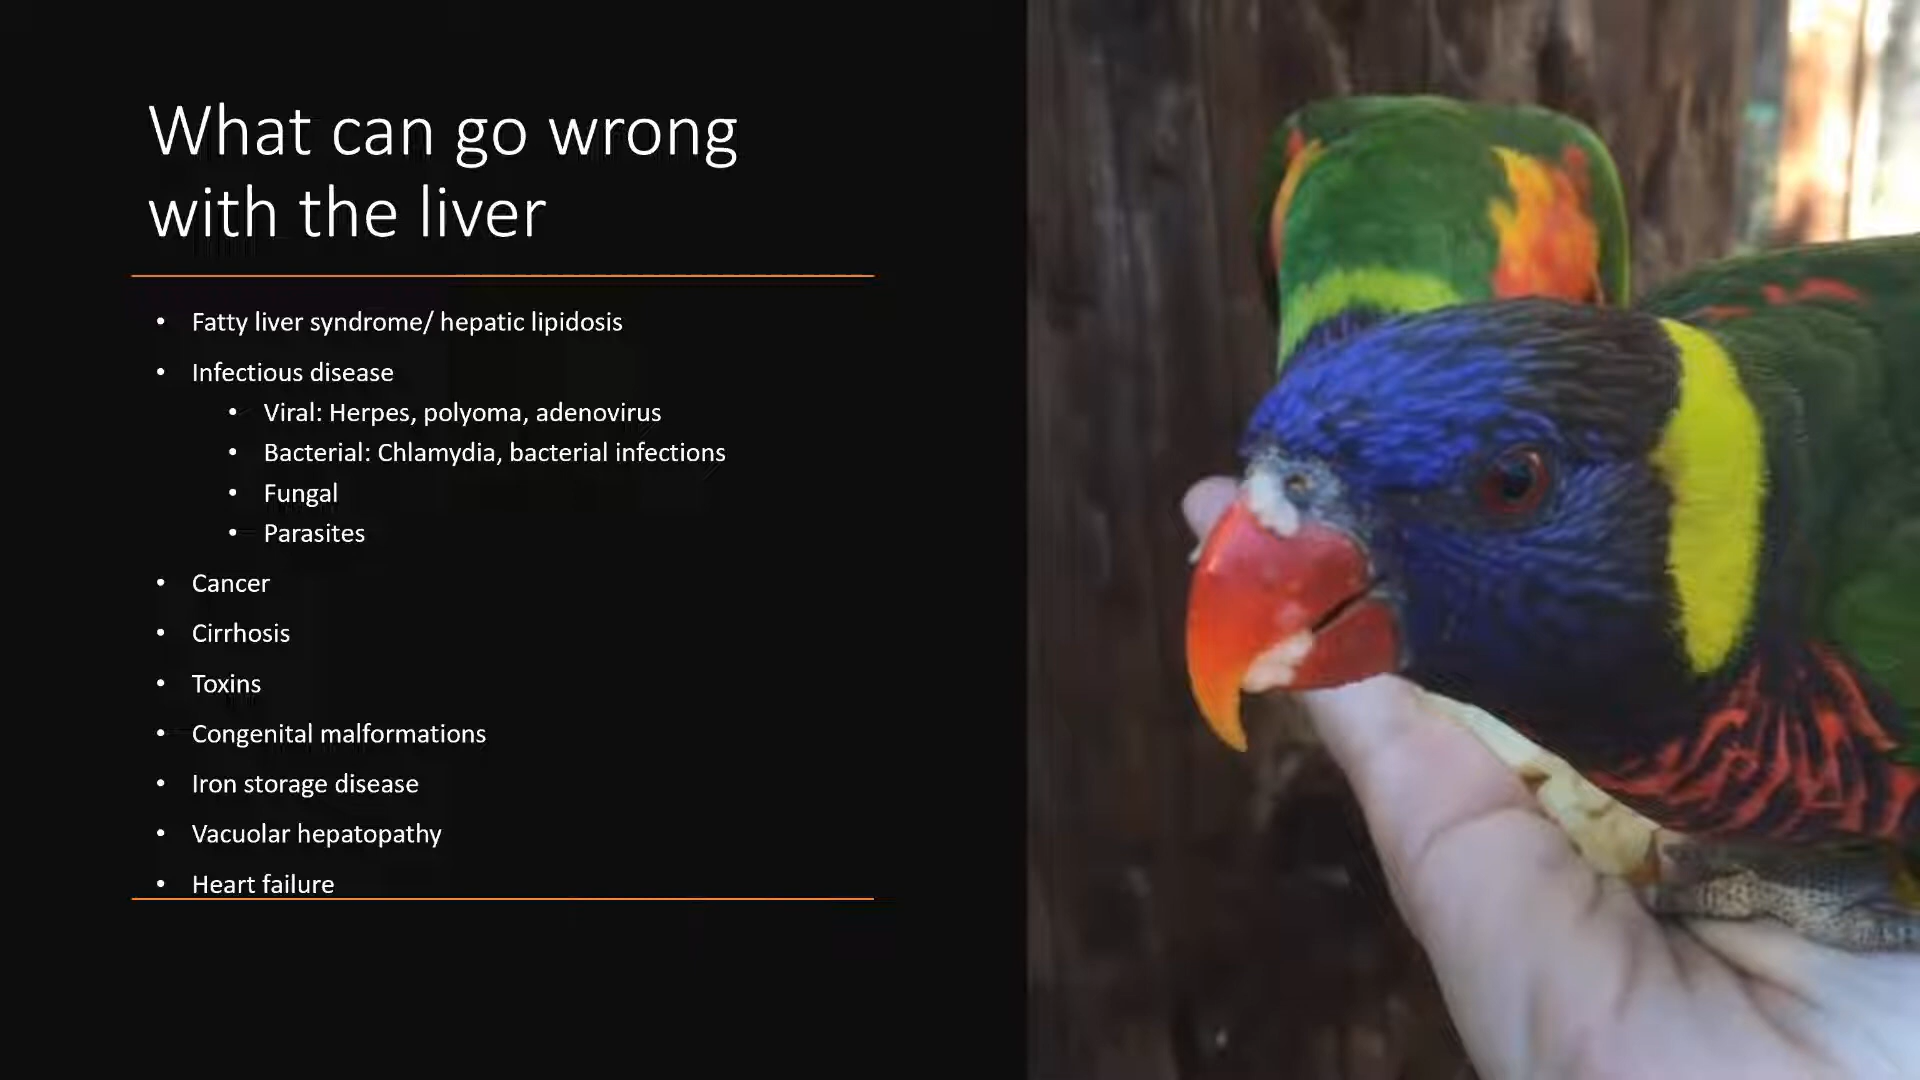 What can go wrong
with the liver
• Fatty liver syndrome/ hepatic lipidosis
• Infectious disease
• Viral: Herpes, polyoma, adenovirus
• Bacterial: Chlamydia, bacterial infections
• Fungal
• Parasites
• Cancer
• Cirrhosis
• Toxins
• Congenital malformations
• Iron storage disease
• Vacuolar hepatopathy
• Heart failure